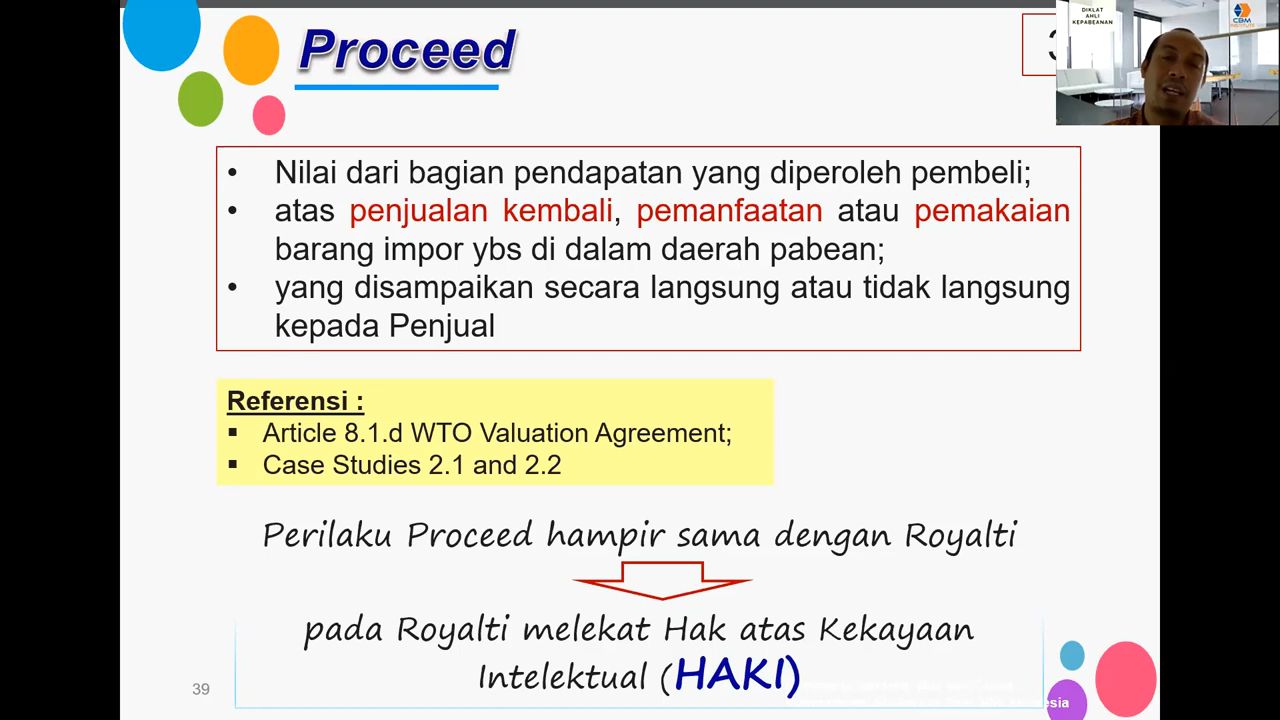 Proceed
3
DIKLAT
AHLI
KEPABEANAN
CBM
• Nilai dari bagian pendapatan yang diperoleh pembeli;
• atas penjualan kembali, pemanfaatan atau pemakaian
barang impor ybs di dalam daerah pabean;
• yang disampaikan secara langsung atau tidak langsung
kepada Penjual
Referensi :
▪ Article 8.1.d WTO Valuation Agreement;
▪ Case Studies 2.1 and 2.2
Perilaku Proceed hampir sama dengan Royalti
pada Royalti melekat Hak atas Kekayaan
Intelektual (HAKI)
39